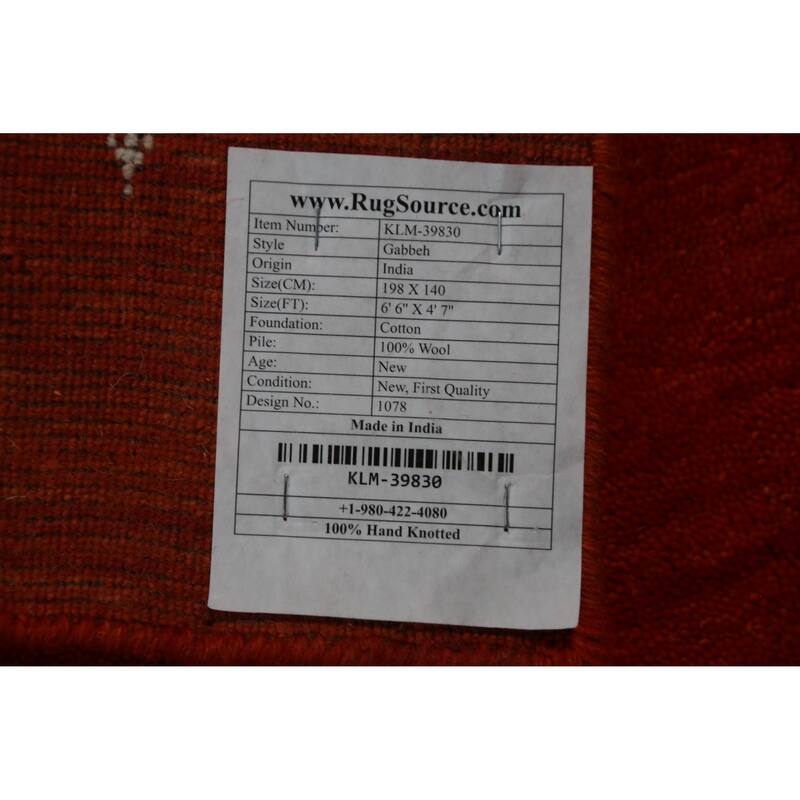 www.RugSource.com
Item Number: KLM-39830
Style Gabbeh
Origin India
Size(CM): 198 X 140
Size(FT): 6' 6" X 4' 7"
Foundation: Cotton
Pile: 100% Wool
Age: New
Condition: New, First Quality
Design No.: 1078
Made in India
KLM-39830
+1-980-422-4080
100% Hand Knotted